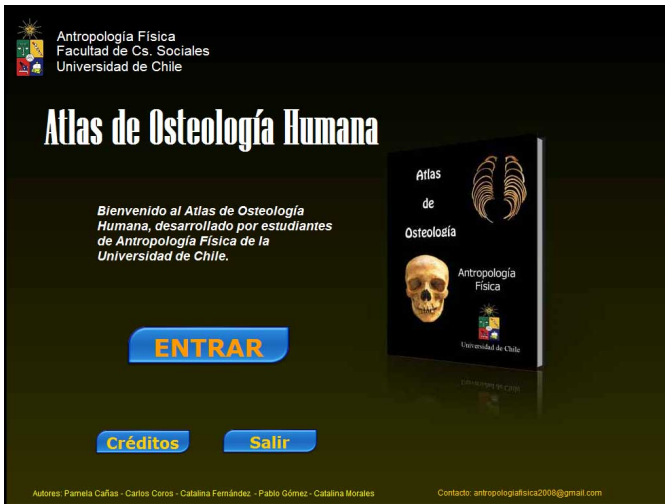 Antropología Física
Facultad de Cs. Sociales
Universidad de Chile
Atlas de Osteología Humana
Bienvenido al Atlas de Osteología
Humana, desarrollado por estudiantes
de Antropología Física de la
Universidad de Chile.
Atlas
de
Osteología
Antropología
Física
Universidad de Chile
ENTRAR
Créditos
Salir
Autores: Pamela Cañas - Carlos Coros - Catalina Fernández - Pablo Gómez - Catalina Morales
Contacto: antropologiafisica2008@gmail.com